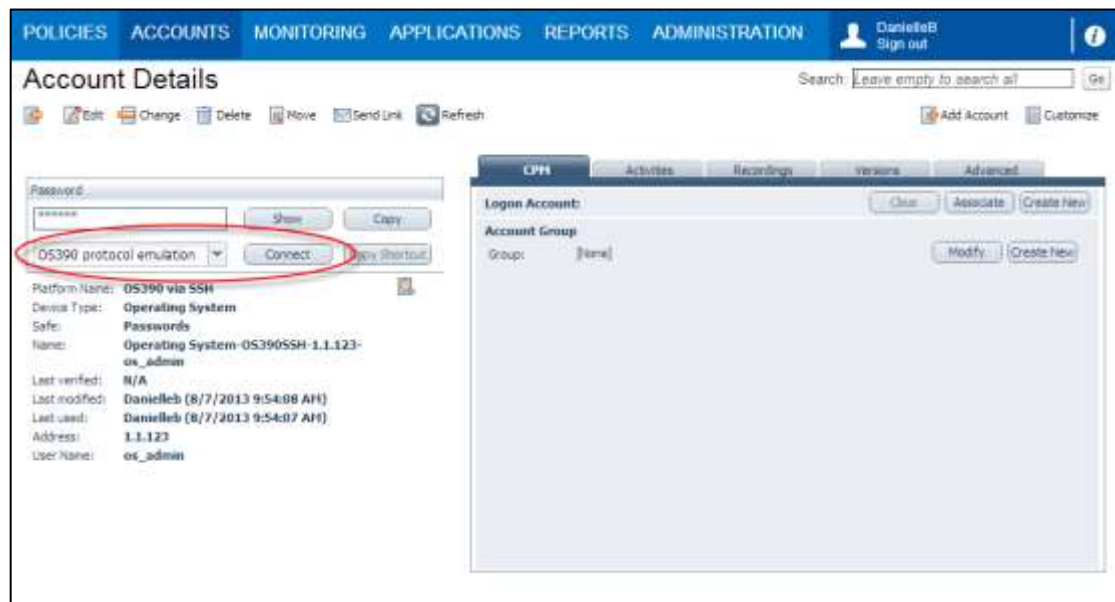 POLICIES ACCOUNTS MONITORING APPLICATIONS REPORTS ADMINISTRATION DanielleB
Sign out
Account Details
Search: Leave empty to search all Go
Edit Change Delete Move Send Link Refresh Add Account Customize
CPM Activities Recordings Versions Advanced
Password
****** Show Copy
OS390 protocol emulation Connect Copy Shortcut
Logon Account: Clear Associate Create New
Account Group
Group: [None] Modify Create New
Platform Name: OS390 via SSH
Device Type: Operating System
Safe: Passwords
Name: Operating System-OS390SSH-1.1.123-
os_admin
Last verified: N/A
Last modified: Danielleb (8/7/2013 9:54:08 AM)
Last used: Danielleb (8/7/2013 9:54:07 AM)
Address: 1.1.123
User Name: os_admin